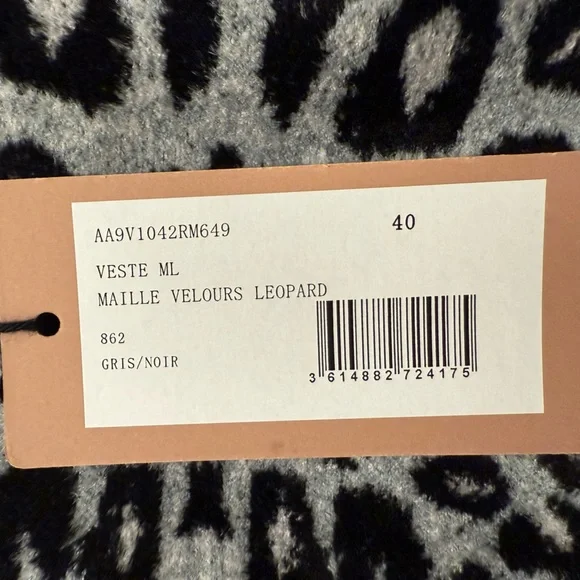 AA9V1042RM649 40
VESTE ML
MAILLE VELOURS LEOPARD
862
GRIS/NOIR
3 614882 724175